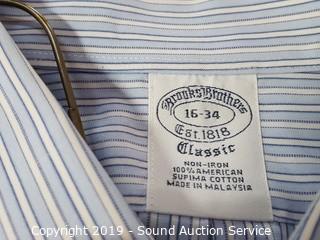 Brooks Brothers
16-34
Est. 1818
Classic
NON-IRON
100% AMERICAN
SUPIMA COTTON
MADE IN MALAYSIA
Copyright 2019 - Sound Auction Service